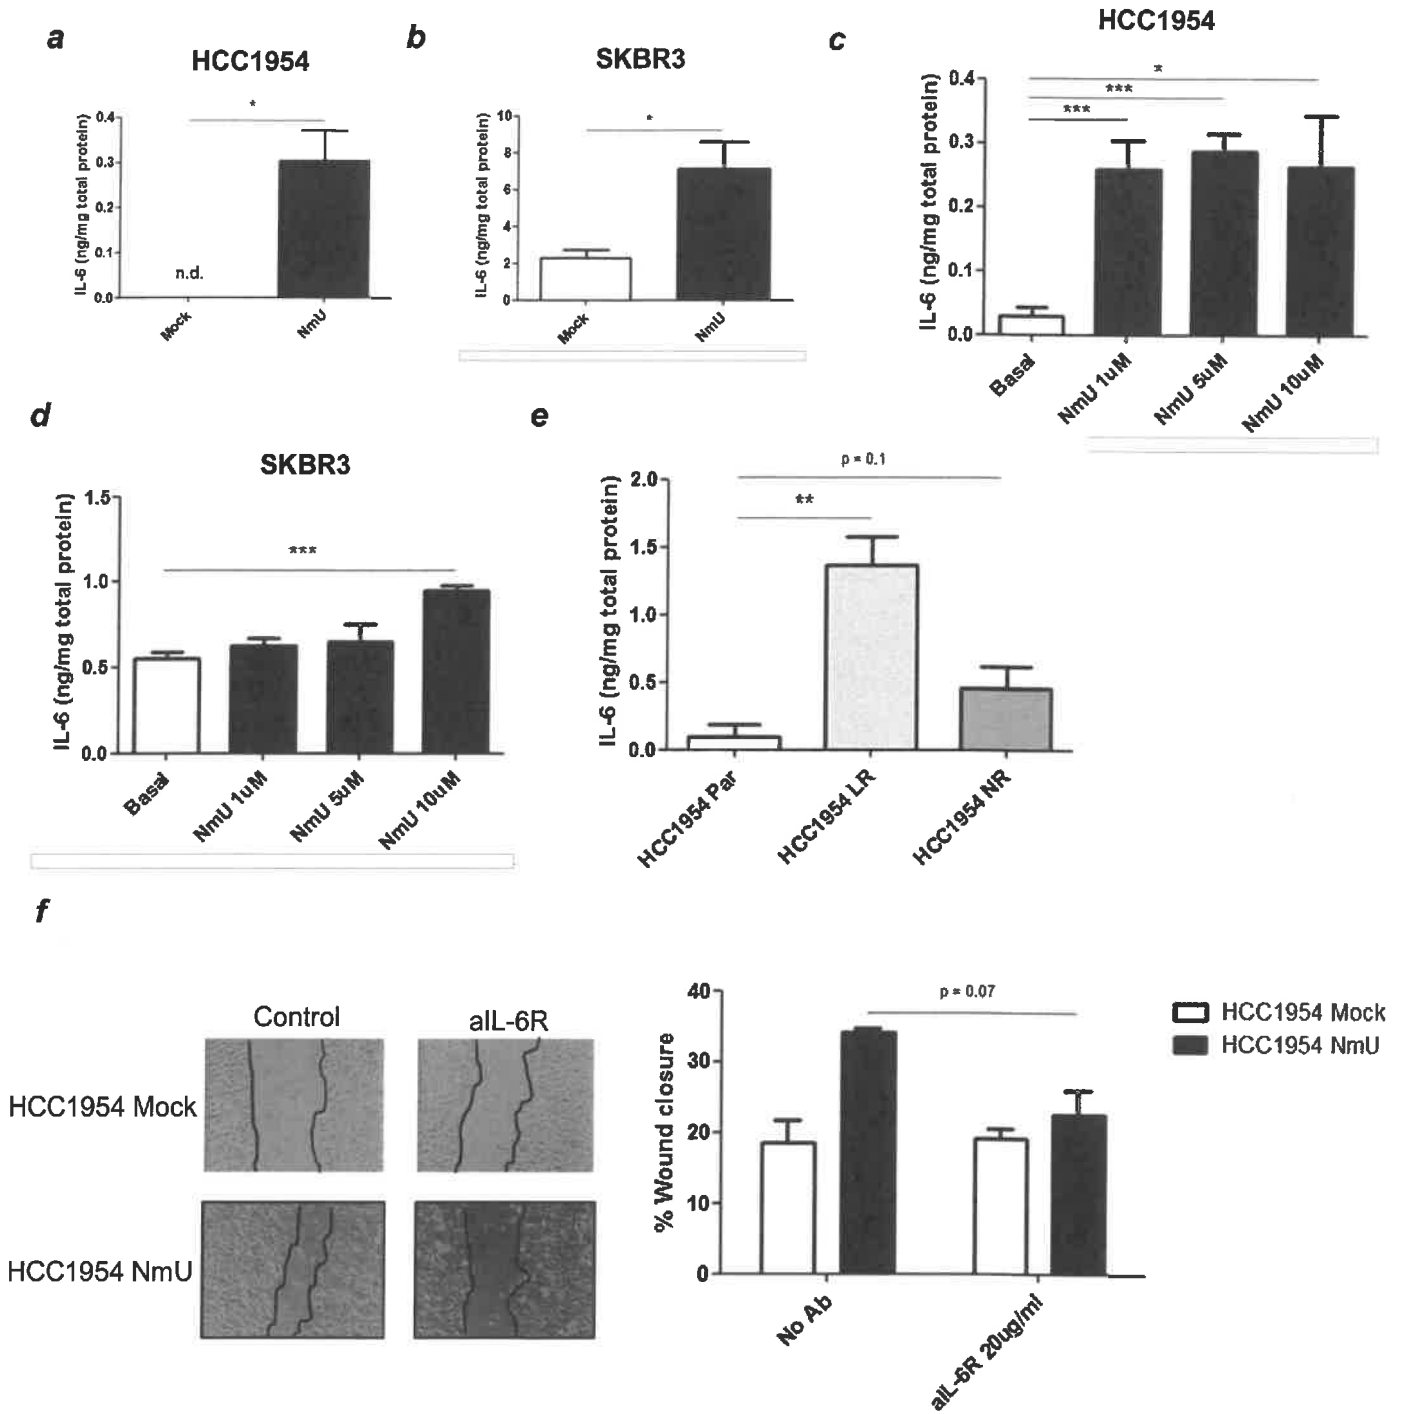 a
HCC1954
IL-6 (ng/mg total protein)
0.4
0.3
0.2
0.1
0.0
*
n.d.
Mock
NmU
b
SKBR3
IL-6 (ng/mg total protein)
10
8
6
4
2
0
*
Mock
NmU
c
HCC1954
IL-6 (ng/mg total protein)
0.4
0.3
0.2
0.1
0.0
*
***
***
Basal
NmU 1uM
NmU 5uM
NmU 10uM
d
SKBR3
IL-6 (ng/mg total protein)
1.5
1.0
0.5
0.0
***
Basal
NmU 1uM
NmU 5uM
NmU 10uM
e
IL-6 (ng/mg total protein)
2.0
1.5
1.0
0.5
0.0
p = 0.1
**
HCC1954 Par
HCC1954 LR
HCC1954 NR
f
Control
aIL-6R
HCC1954 Mock
HCC1954 NmU
% Wound closure
40
30
20
10
0
p = 0.07
No Ab
aIL-6R 20ug/ml
HCC1954 Mock
HCC1954 NmU